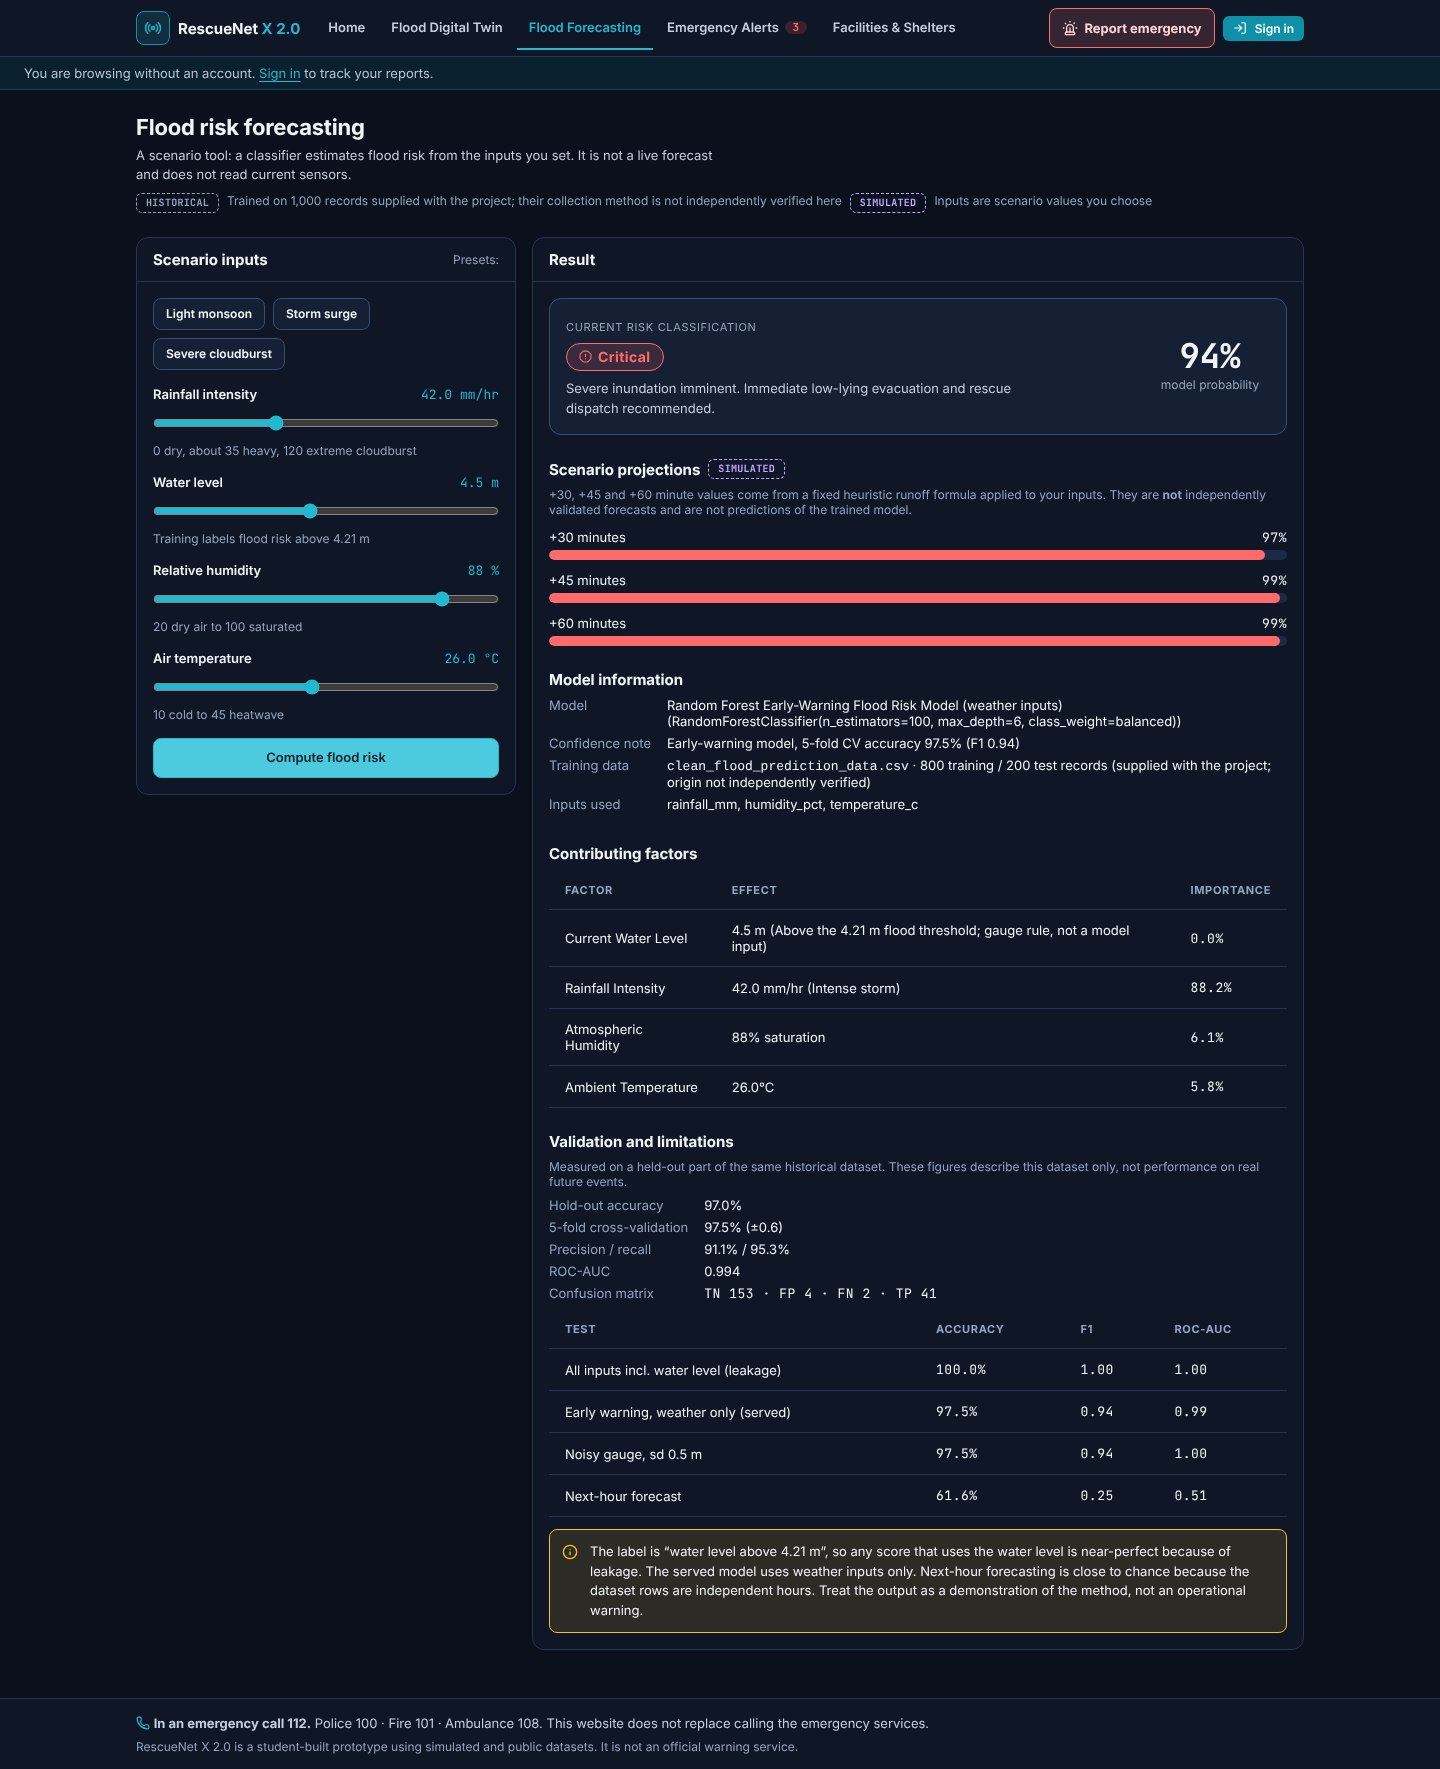 RescueNet X 2.0
Home
Flood Digital Twin
Flood Forecasting
Emergency Alerts 3
Facilities & Shelters
Report emergency
Sign in
You are browsing without an account. Sign in to track your reports.
Flood risk forecasting
A scenario tool: a classifier estimates flood risk from the inputs you set. It is not a live forecast
and does not read current sensors.
HISTORICAL Trained on 1,000 records supplied with the project; their collection method is not independently verified here SIMULATED Inputs are scenario values you choose
Scenario inputs
Presets:
Light monsoon
Storm surge
Severe cloudburst
Rainfall intensity 42.0 mm/hr
0 dry, about 35 heavy, 120 extreme cloudburst
Water level 4.5 m
Training labels flood risk above 4.21 m
Relative humidity 88 %
20 dry air to 100 saturated
Air temperature 26.0 °C
10 cold to 45 heatwave
Compute flood risk
Result
CURRENT RISK CLASSIFICATION
Critical
Severe inundation imminent. Immediate low-lying evacuation and rescue
dispatch recommended.
94%
model probability
Scenario projections SIMULATED
+30, +45 and +60 minute values come from a fixed heuristic runoff formula applied to your inputs. They are not independently
validated forecasts and are not predictions of the trained model.
+30 minutes 97%
+45 minutes 99%
+60 minutes 99%
Model information
Model Random Forest Early-Warning Flood Risk Model (weather inputs)
(RandomForestClassifier(n_estimators=100, max_depth=6, class_weight=balanced))
Confidence note Early-warning model, 5-fold CV accuracy 97.5% (F1 0.94)
Training data clean_flood_prediction_data.csv · 800 training / 200 test records (supplied with the project;
origin not independently verified)
Inputs used rainfall_mm, humidity_pct, temperature_c
Contributing factors
FACTOR EFFECT IMPORTANCE
Current Water Level 4.5 m (Above the 4.21 m flood threshold; gauge rule, not a model
input) 0.0%
Rainfall Intensity 42.0 mm/hr (Intense storm) 88.2%
Atmospheric
Humidity 88% saturation 6.1%
Ambient Temperature 26.0°C 5.8%
Validation and limitations
Measured on a held-out part of the same historical dataset. These figures describe this dataset only, not performance on real
future events.
Hold-out accuracy 97.0%
5-fold cross-validation 97.5% (±0.6)
Precision / recall 91.1% / 95.3%
ROC-AUC 0.994
Confusion matrix TN 153 · FP 4 · FN 2 · TP 41
TEST ACCURACY F1 ROC-AUC
All inputs incl. water level (leakage) 100.0% 1.00 1.00
Early warning, weather only (served) 97.5% 0.94 0.99
Noisy gauge, sd 0.5 m 97.5% 0.94 1.00
Next-hour forecast 61.6% 0.25 0.51
The label is “water level above 4.21 m”, so any score that uses the water level is near-perfect because of
leakage. The served model uses weather inputs only. Next-hour forecasting is close to chance because the
dataset rows are independent hours. Treat the output as a demonstration of the method, not an operational
warning.
In an emergency call 112. Police 100 · Fire 101 · Ambulance 108. This website does not replace calling the emergency services.
RescueNet X 2.0 is a student-built prototype using simulated and public datasets. It is not an official warning service.